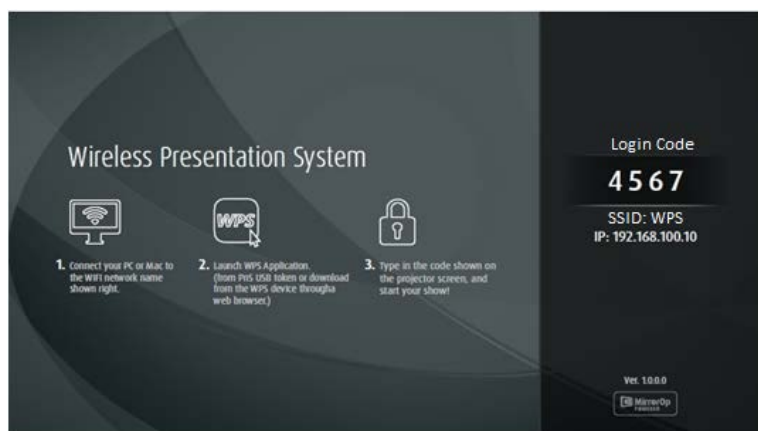 Wireless Presentation System
WPS
1. Connect your PC or Mac to
the WIFI network name
shown right.
2. Launch WPS Application.
(from PnS USB token or download
from the WPS device througha
web browser.)
3. Type in the code shown on
the projector screen, and
start your show!
Login Code
4567
SSID: WPS
IP: 192.168.100.10
Ver. 1.0.0.0
MirrorOp
POWERED